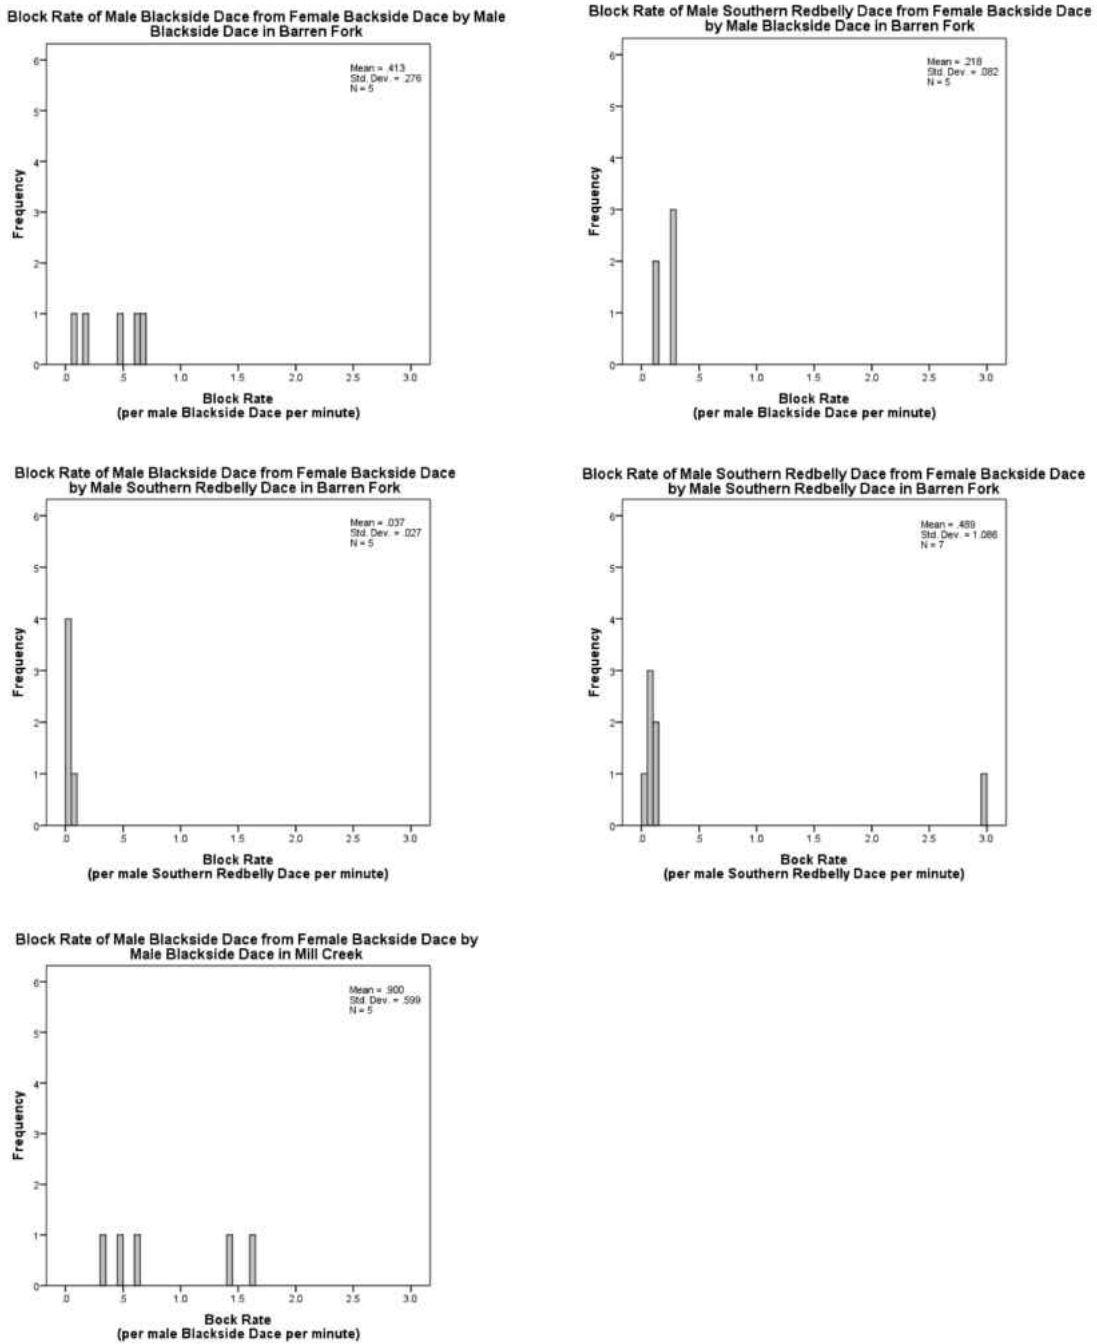 Block Rate of Male Blackside Dace from Female Backside Dace by Male
Blackside Dace in Barren Fork
Mean = .413
Std. Dev. = .276
N = 5
6
5
4
3
2
1
0
Frequency
.0 .5 1.0 1.5 2.0 2.5 3.0
Block Rate
(per male Blackside Dace per minute)
Block Rate of Male Southern Redbelly Dace from Female Backside Dace
by Male Blackside Dace in Barren Fork
Mean = .218
Std. Dev. = .082
N = 5
6
5
4
3
2
1
0
Frequency
.0 .5 1.0 1.5 2.0 2.5 3.0
Block Rate
(per male Blackside Dace per minute)
Block Rate of Male Blackside Dace from Female Backside Dace
by Male Southern Redbelly Dace in Barren Fork
Mean = .037
Std. Dev. = .027
N = 5
6
5
4
3
2
1
0
Frequency
.0 .5 1.0 1.5 2.0 2.5 3.0
Block Rate
(per male Southern Redbelly Dace per minute)
Block Rate of Male Southern Redbelly Dace from Female Backside Dace
by Male Southern Redbelly Dace in Barren Fork
Mean = .489
Std. Dev. = 1.086
N = 7
6
5
4
3
2
1
0
Frequency
.0 .5 1.0 1.5 2.0 2.5 3.0
Bock Rate
(per male Southern Redbelly Dace per minute)
Block Rate of Male Blackside Dace from Female Backside Dace by
Male Blackside Dace in Mill Creek
Mean = .900
Std. Dev. = .599
N = 5
6
5
4
3
2
1
0
Frequency
.0 .5 1.0 1.5 2.0 2.5 3.0
Bock Rate
(per male Blackside Dace per minute)